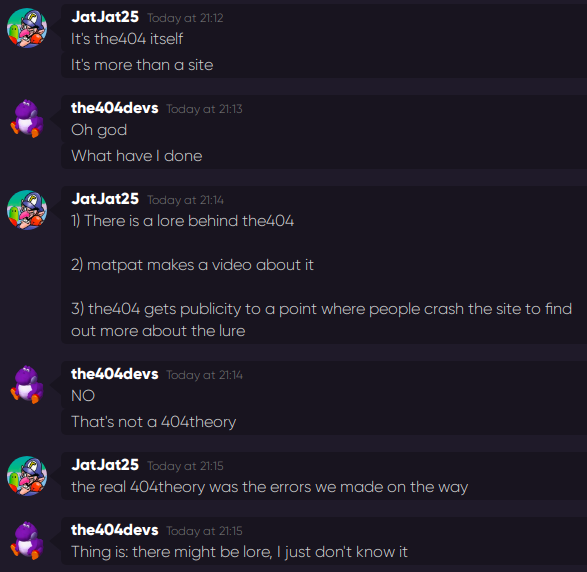 JatJat25 Today at 21:12
It's the404 itself
It's more than a site
the404devs Today at 21:13
Oh god
What have I done
JatJat25 Today at 21:14
1) There is a lore behind the404
2) matpat makes a video about it
3) the404 gets publicity to a point where people crash the site to find
out more about the lure
the404devs Today at 21:14
NO
That's not a 404theory
JatJat25 Today at 21:15
the real 404theory was the errors we made on the way
the404devs Today at 21:15
Thing is: there might be lore, I just don't know it